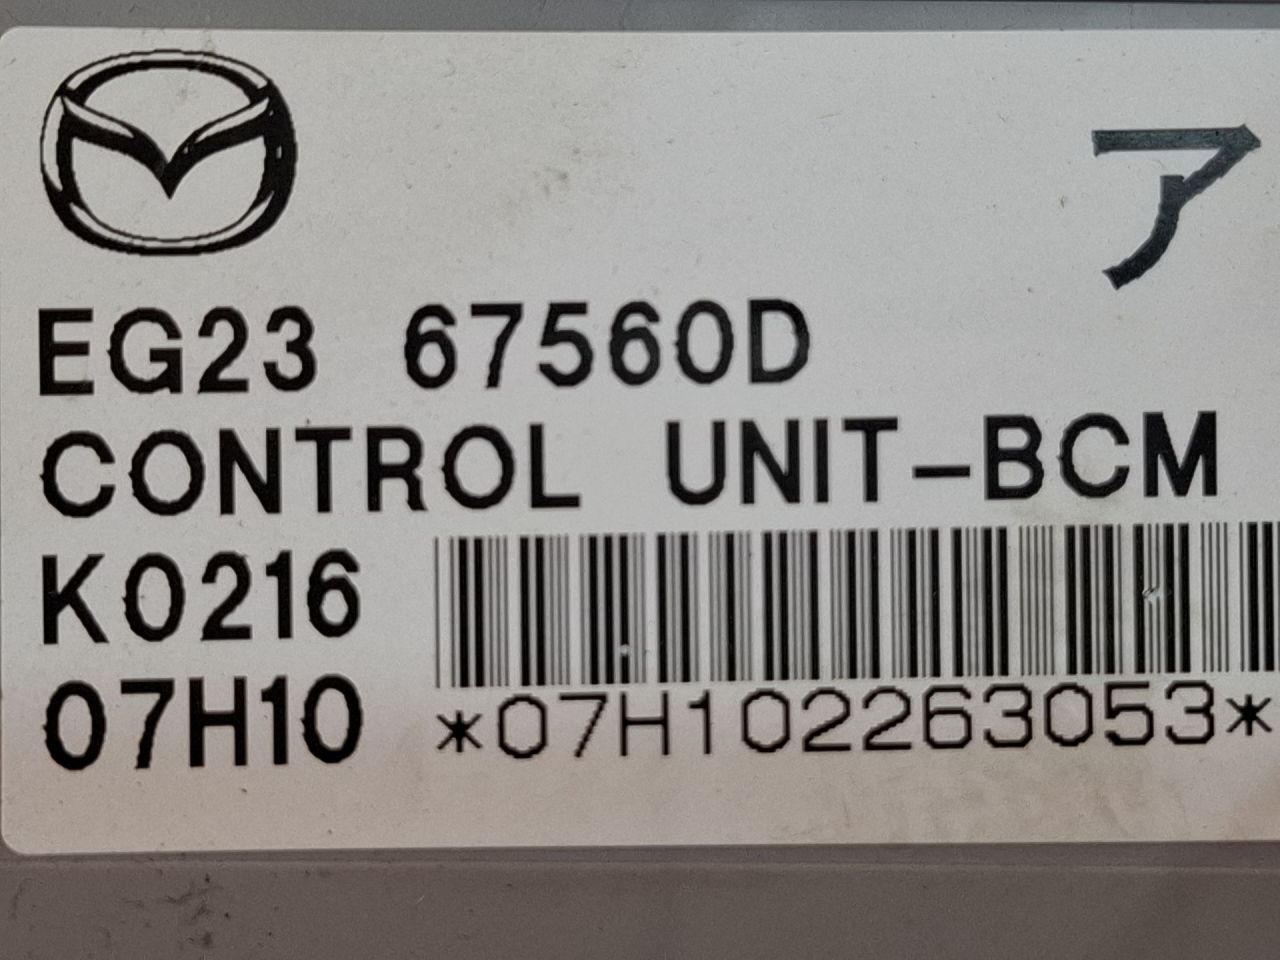 ア
EG23 67560D
CONTROL UNIT-BCM
K0216
07H10
*07H102263053*